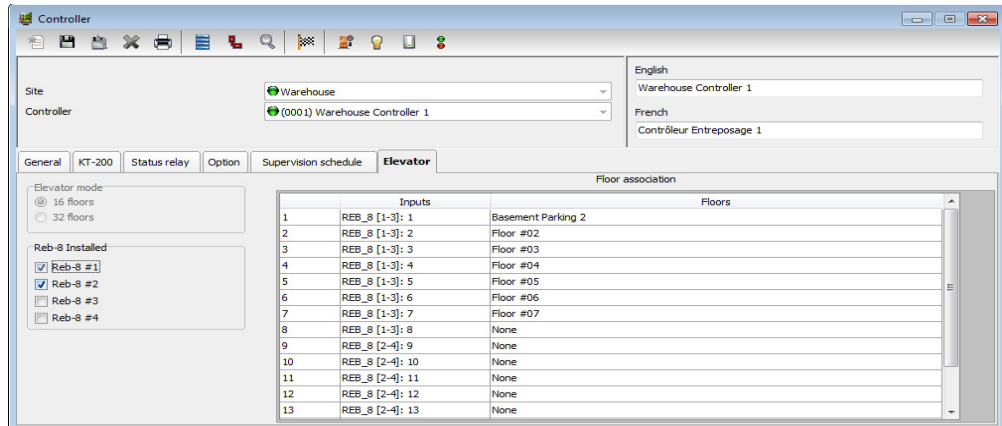 Controller
English
Site Warehouse Warehouse Controller 1
Controller (0001) Warehouse Controller 1 French
Contrôleur Entreposage 1
General KT-200 Status relay Option Supervision schedule Elevator
Floor association
Elevator mode
16 floors
32 floors
Reb-8 Installed
Reb-8 #1
Reb-8 #2
Reb-8 #3
Reb-8 #4
Inputs Floors
1 REB_8 [1-3]: 1 Basement Parking 2
2 REB_8 [1-3]: 2 Floor #02
3 REB_8 [1-3]: 3 Floor #03
4 REB_8 [1-3]: 4 Floor #04
5 REB_8 [1-3]: 5 Floor #05
6 REB_8 [1-3]: 6 Floor #06
7 REB_8 [1-3]: 7 Floor #07
8 REB_8 [1-3]: 8 None
9 REB_8 [2-4]: 9 None
10 REB_8 [2-4]: 10 None
11 REB_8 [2-4]: 11 None
12 REB_8 [2-4]: 12 None
13 REB_8 [2-4]: 13 None